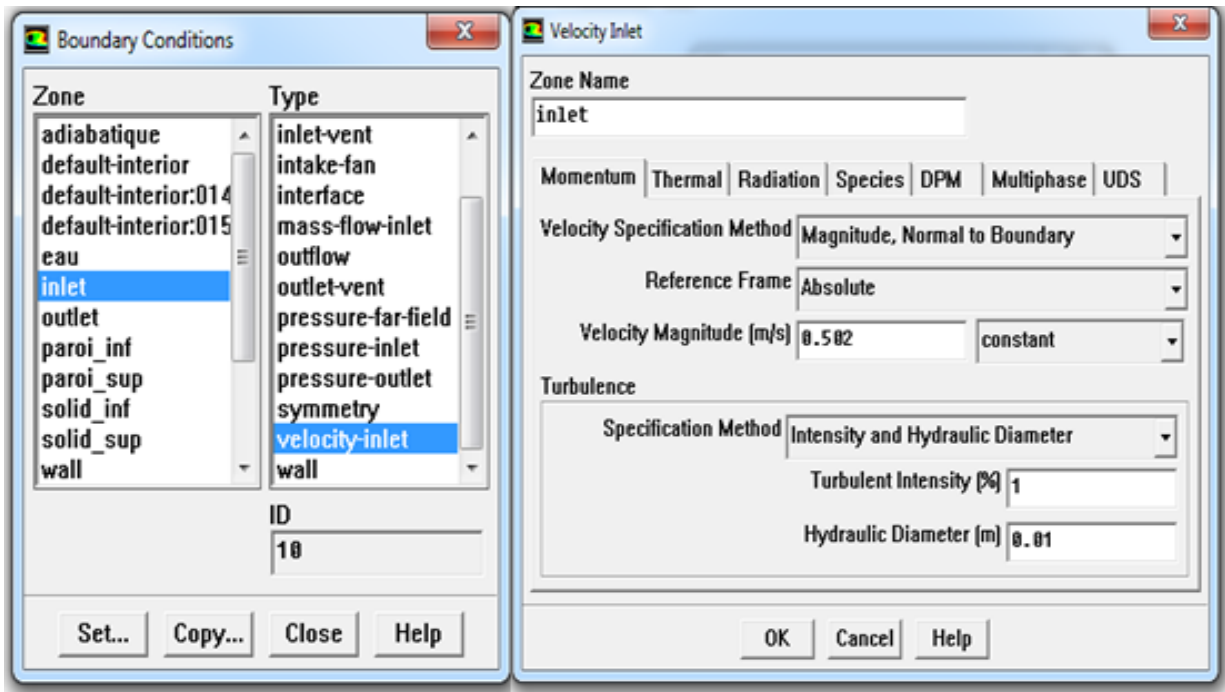 Boundary Conditions
Zone
adiabatique
default-interior
default-interior:014
default-interior:015
eau
inlet
outlet
paroi_inf
paroi_sup
solid_inf
solid_sup
wall
Type
inlet-vent
intake-fan
interface
mass-flow-inlet
outflow
outlet-vent
pressure-far-field
pressure-inlet
pressure-outlet
symmetry
velocity-inlet
wall
ID
10
Set... Copy... Close Help
Velocity Inlet
Zone Name
inlet
Momentum Thermal Radiation Species DPM Multiphase UDS
Velocity Specification Method Magnitude, Normal to Boundary
Reference Frame Absolute
Velocity Magnitude (m/s) 0.502 constant
Turbulence
Specification Method Intensity and Hydraulic Diameter
Turbulent Intensity (%) 1
Hydraulic Diameter (m) 0.01
OK Cancel Help